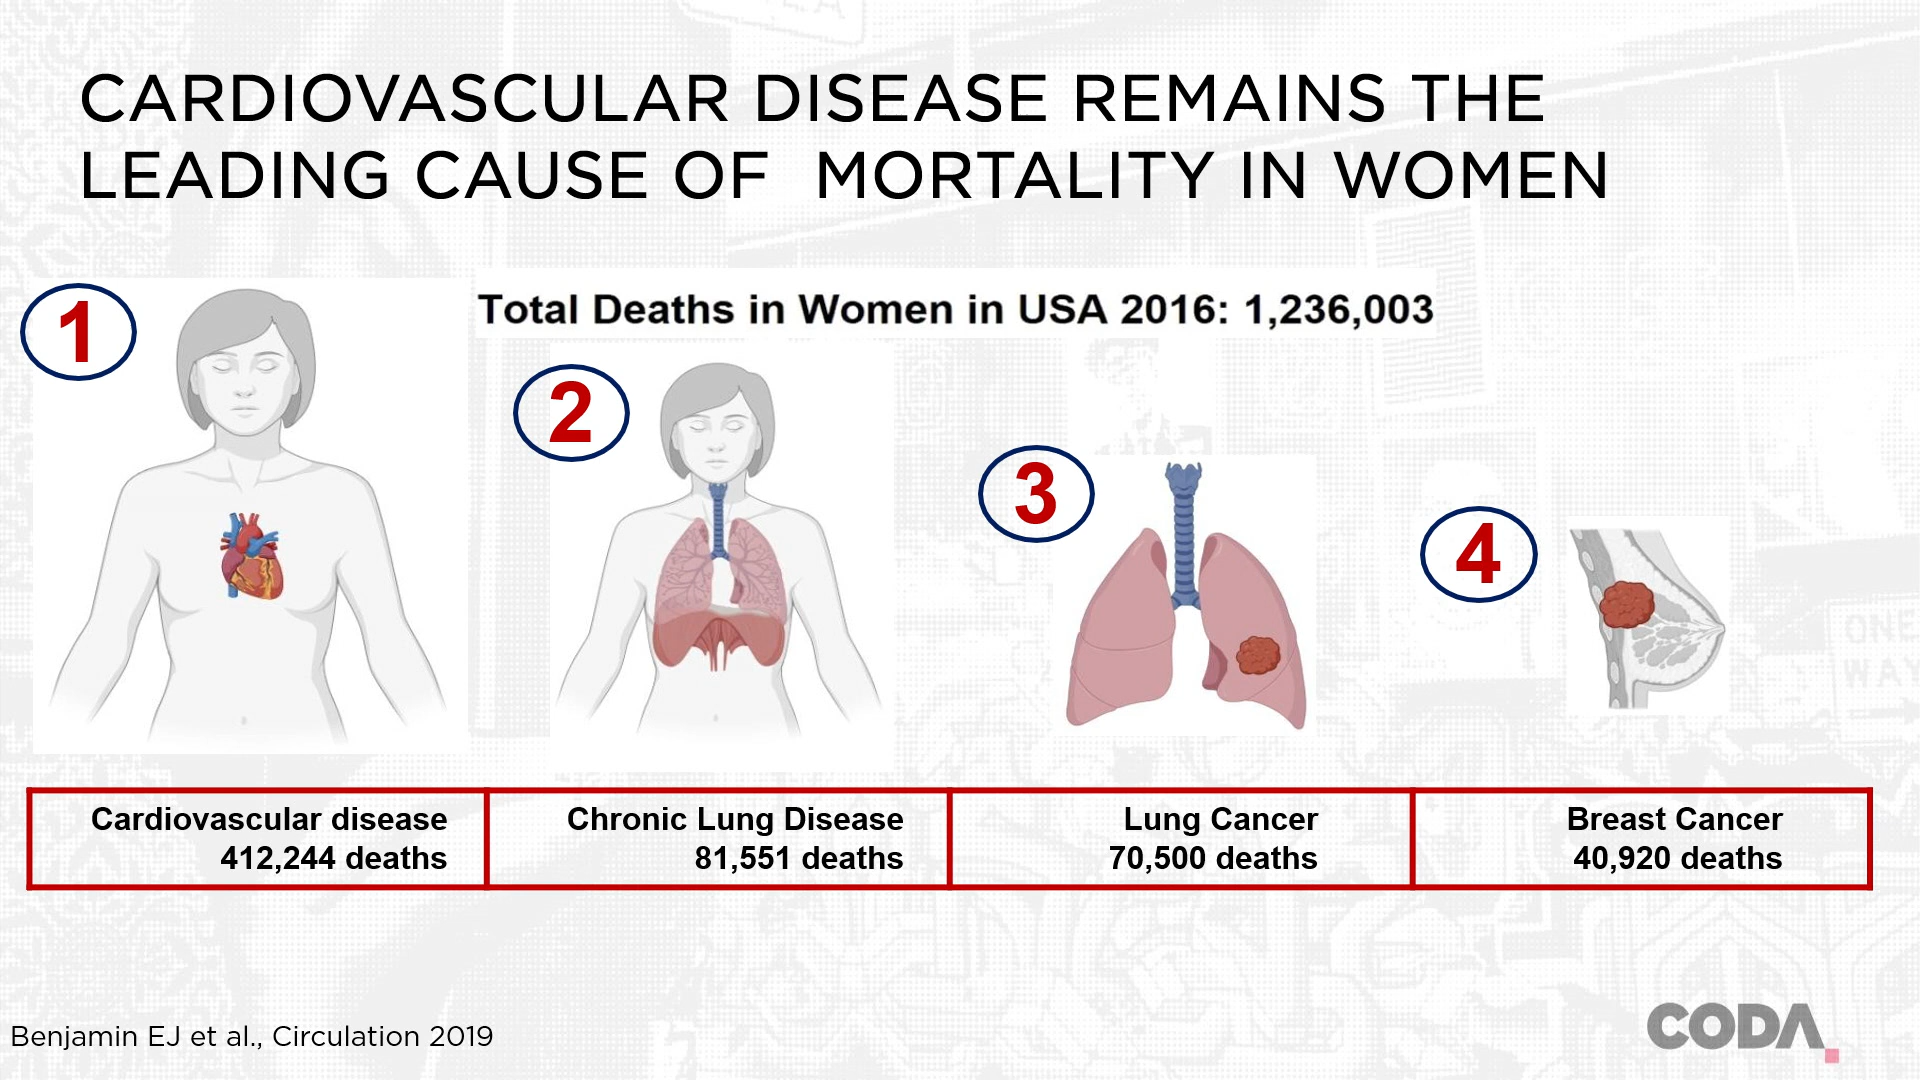 CARDIOVASCULAR DISEASE REMAINS THE
LEADING CAUSE OF MORTALITY IN WOMEN
Total Deaths in Women in USA 2016: 1,236,003
1
2
3
4
Cardiovascular disease
412,244 deaths
Chronic Lung Disease
81,551 deaths
Lung Cancer
70,500 deaths
Breast Cancer
40,920 deaths
ONE
WAY
Benjamin EJ et al., Circulation 2019
CODA